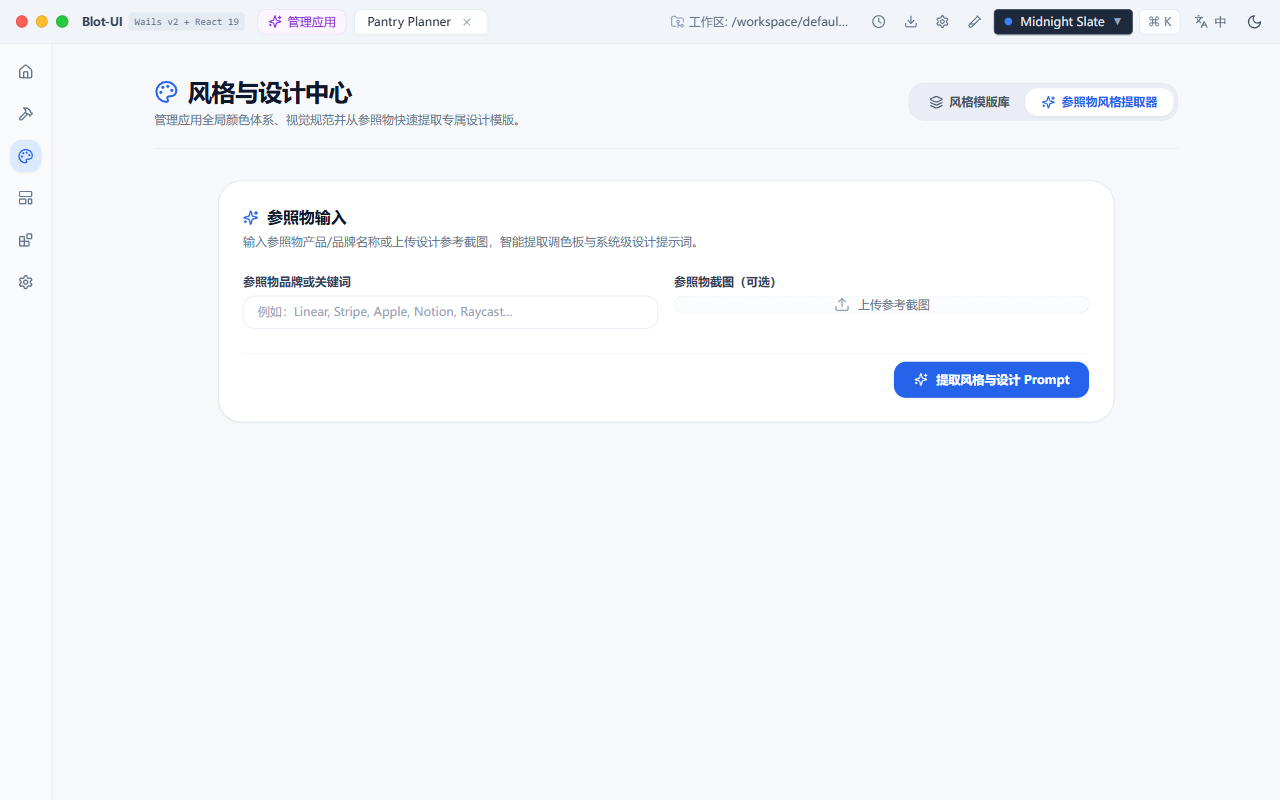 Blot-UI Wails v2 + React 19 管理应用 Pantry Planner × 工作区: /workspace/defaul... Midnight Slate ▼ ⌘ K 中
风格与设计中心
管理应用全局颜色体系、视觉规范并从参照物快速提取专属设计模版。
风格模版库 参照物风格提取器
参照物输入
输入参照物产品/品牌名称或上传设计参考截图，智能提取调色板与系统级设计提示词。
参照物品牌或关键词 参照物截图（可选）
例如：Linear, Stripe, Apple, Notion, Raycast... 上传参考截图
提取风格与设计 Prompt